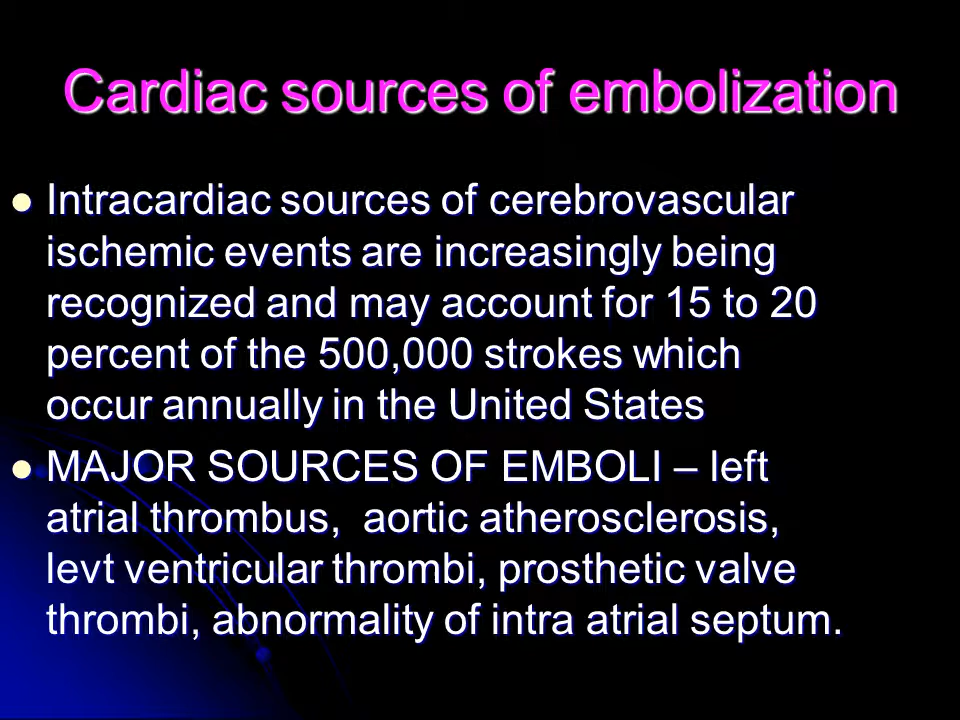 Cardiac sources of embolization
Intracardiac sources of cerebrovascular
ischemic events are increasingly being
recognized and may account for 15 to 20
percent of the 500,000 strokes which
occur annually in the United States
MAJOR SOURCES OF EMBOLI – left
atrial thrombus,  aortic atherosclerosis,
levt ventricular thrombi, prosthetic valve
thrombi, abnormality of intra atrial septum.